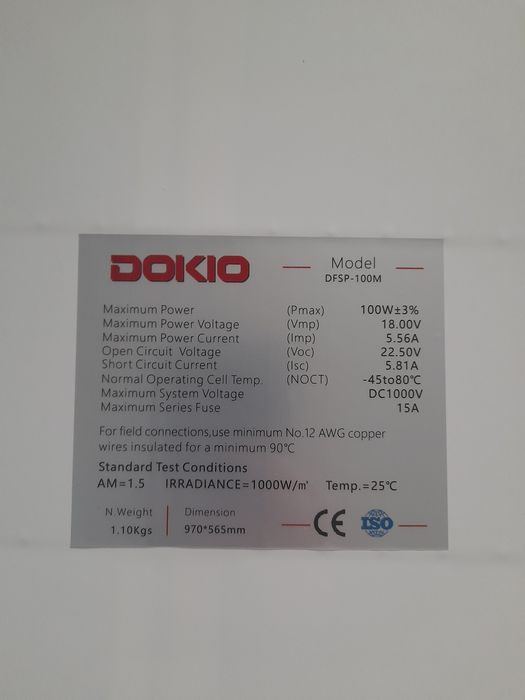 DOKIO
Model
DFSP-100M
Maximum Power (Pmax) 100W±3%
Maximum Power Voltage (Vmp) 18.00V
Maximum Power Current (Imp) 5.56A
Open Circuit Voltage (Voc) 22.50V
Short Circuit Current (Isc) 5.81A
Normal Operating Cell Temp. (NOCT) -45to80℃
Maximum System Voltage DC1000V
Maximum Series Fuse 15A
For field connections,use minimum No.12 AWG copper
wires insulated for a minimum 90℃
Standard Test Conditions
AM=1.5 IRRADIANCE=1000W/㎡ Temp.=25℃
N.Weight Dimension
1.10Kgs 970*565mm
CE ISO